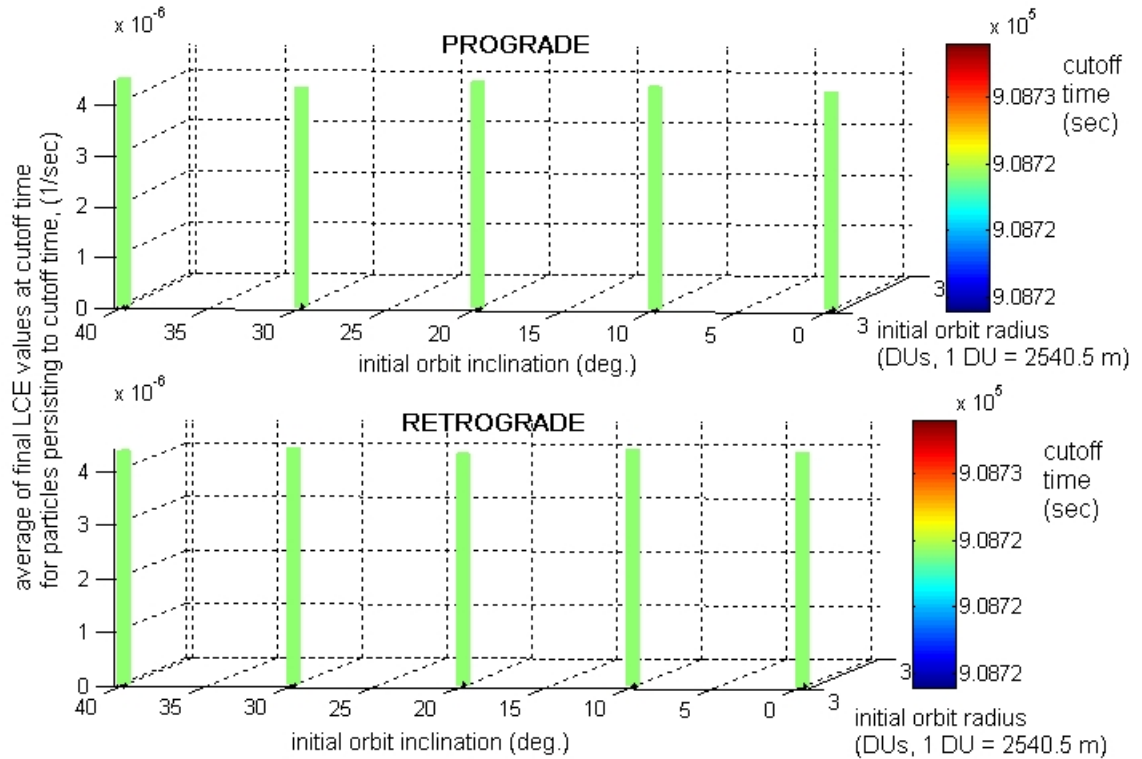 average of final LCE values at cutoff time
for particles persisting to cutoff time, (1/sec)
x 10-6
PROGRADE
4
3
2
1
0
40
35
30
25
20
15
10
5
0
3
3
initial orbit inclination (deg.)
initial orbit radius
(DUs, 1 DU = 2540.5 m)
x 105
9.0873
9.0872
9.0872
9.0872
cutoff
time
(sec)
x 10-6
RETROGRADE
4
3
2
1
0
40
35
30
25
20
15
10
5
0
3
3
initial orbit inclination (deg.)
initial orbit radius
(DUs, 1 DU = 2540.5 m)
x 105
9.0873
9.0872
9.0872
9.0872
cutoff
time
(sec)